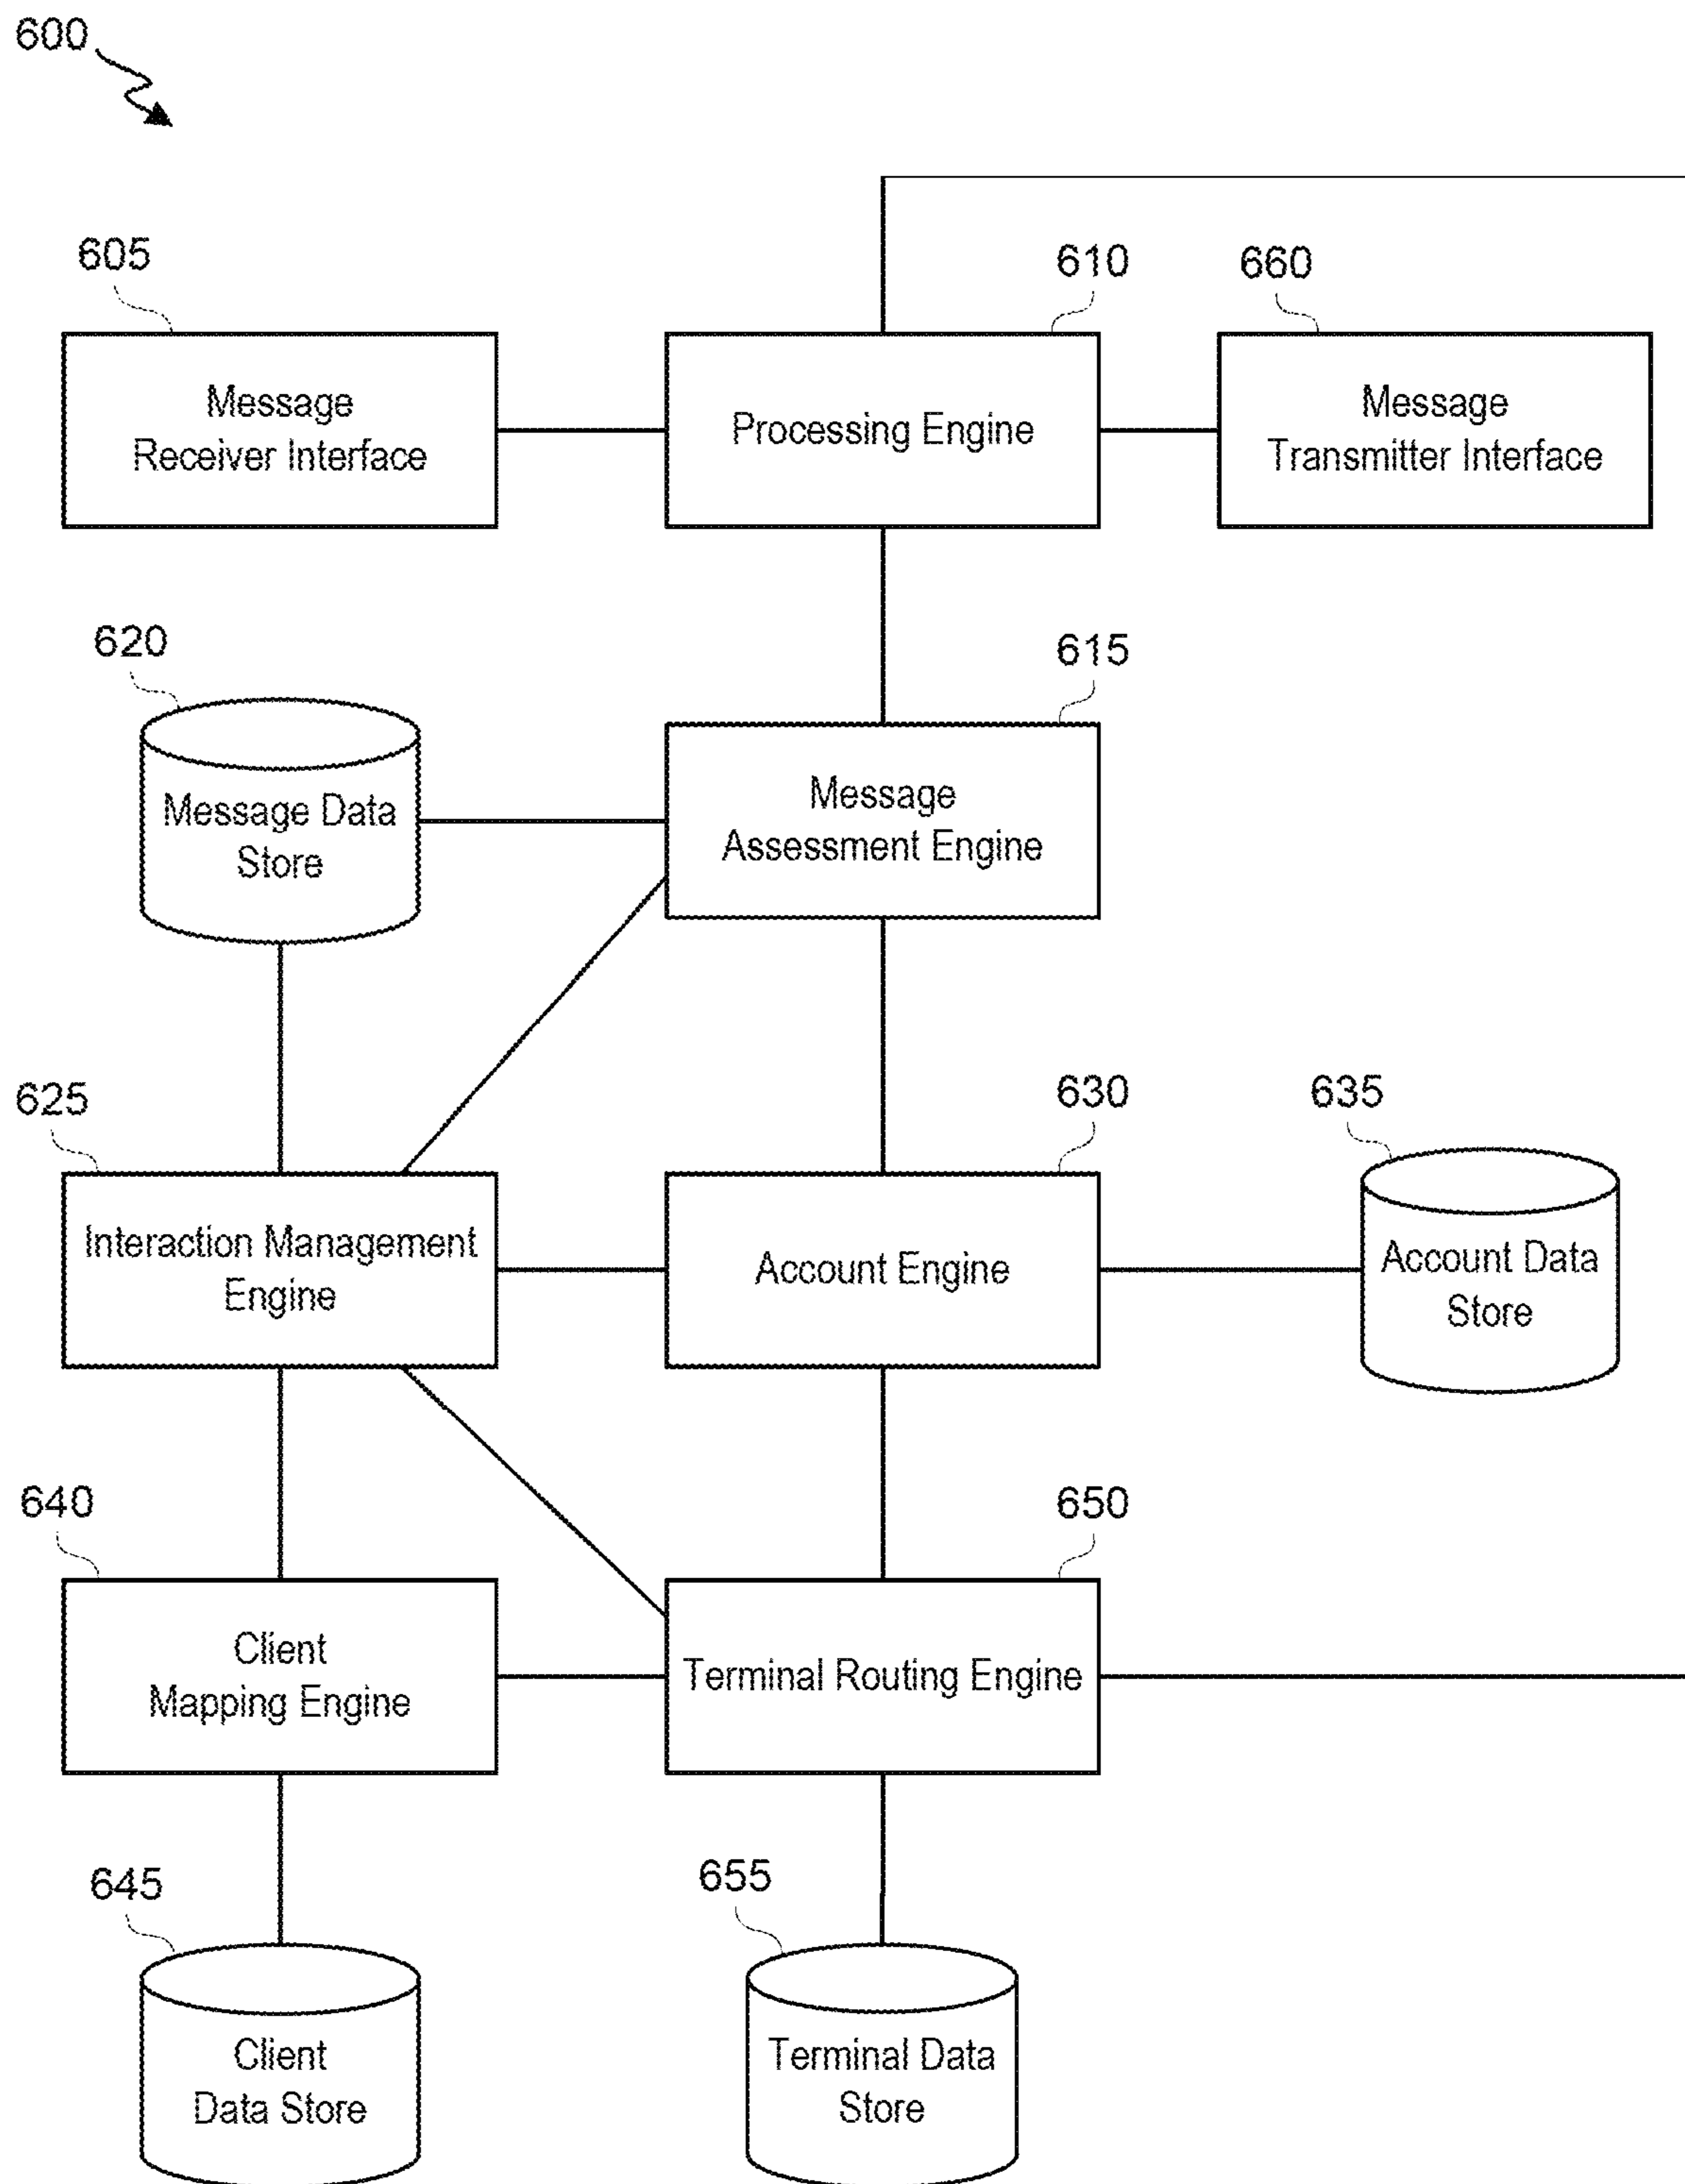 600
605
610
660
Message
Receiver Interface
Processing Engine
Message
Transmitter Interface
620
615
Message Data
Store
Message
Assessment Engine
625
630
635
Interaction Management
Engine
Account Engine
Account Data
Store
640
650
Client
Mapping Engine
Terminal Routing Engine
645
655
Client
Data Store
Terminal Data
Store